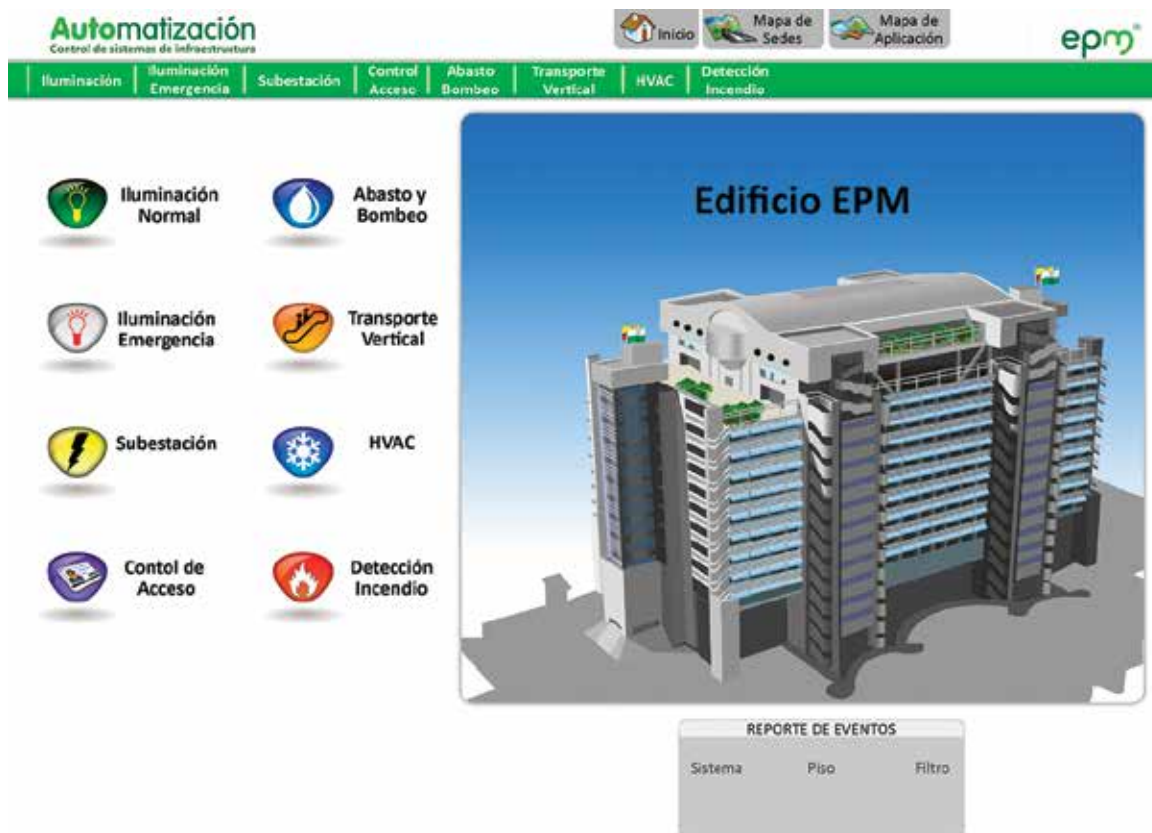 Automatización
Control de sistemas de infraestructura
Inicio
Mapa de
Sedes
Mapa de
Aplicación
epm®
Iluminación
Iluminación
Emergencia
Subestación
Control
Acceso
Abasto
Bombeo
Transporte
Vertical
HVAC
Detección
Incendio
Iluminación
Normal
Abasto y
Bombeo
Iluminación
Emergencia
Transporte
Vertical
Subestación
HVAC
Contol de
Acceso
Detección
Incendio
Edificio EPM
REPORTE DE EVENTOS
Sistema Piso Filtro